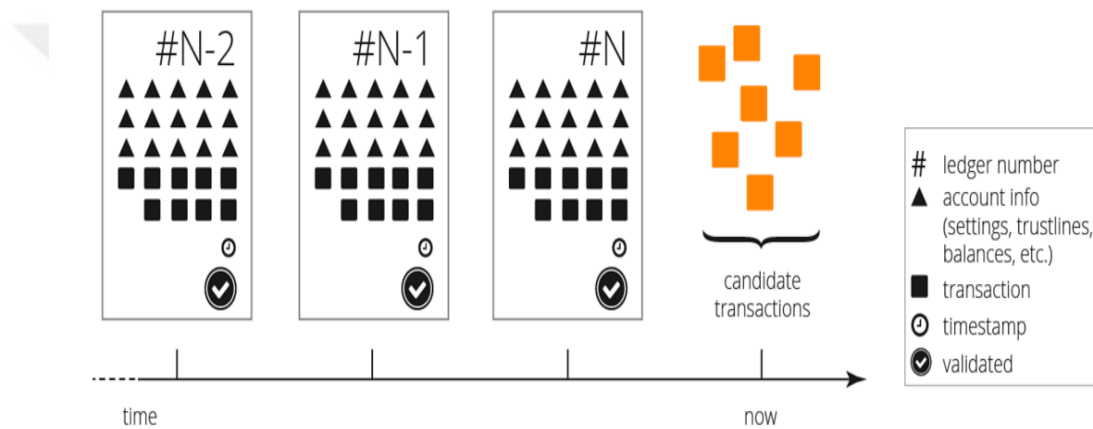 #N-2
#N-1
#N
candidate
transactions
time
now
# ledger number
account info
(settings, trustlines,
balances, etc.)
transaction
timestamp
validated